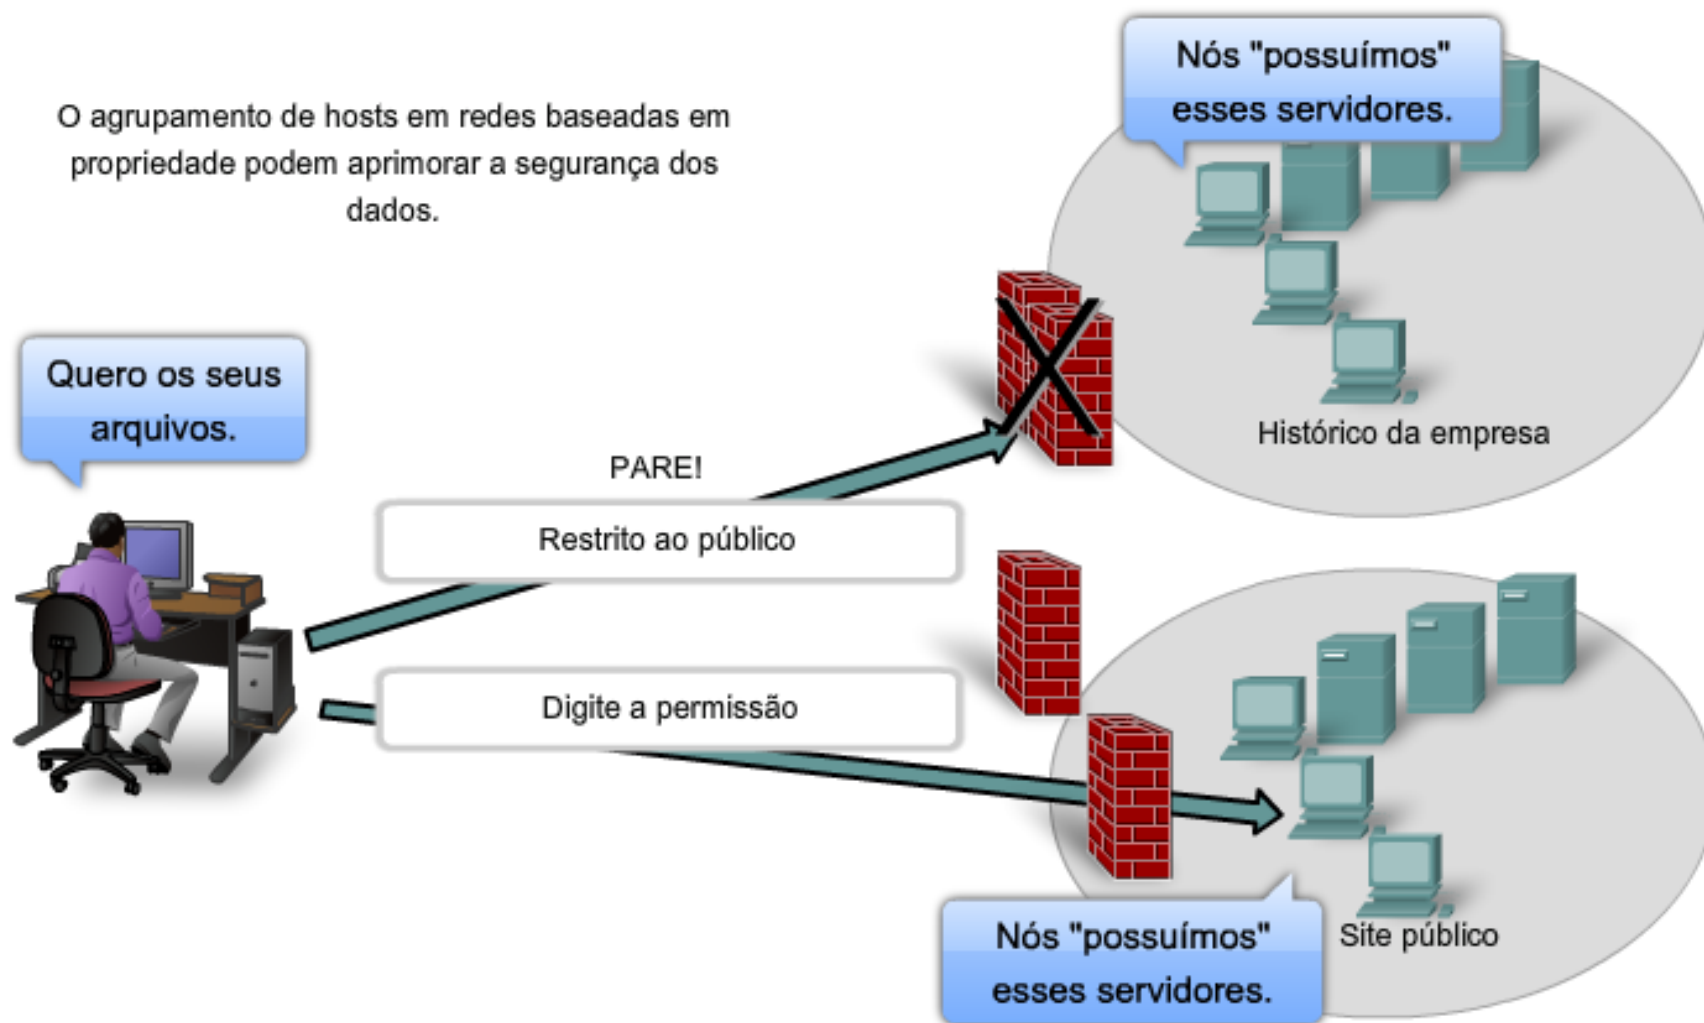 Nós "possuímos"
esses servidores.
O agrupamento de hosts em redes baseadas em
propriedade podem aprimorar a segurança dos
dados.
Quero os seus
arquivos.
Histórico da empresa
PARE!
Restrito ao público
Digite a permissão
Nós "possuímos"
esses servidores.
Site público